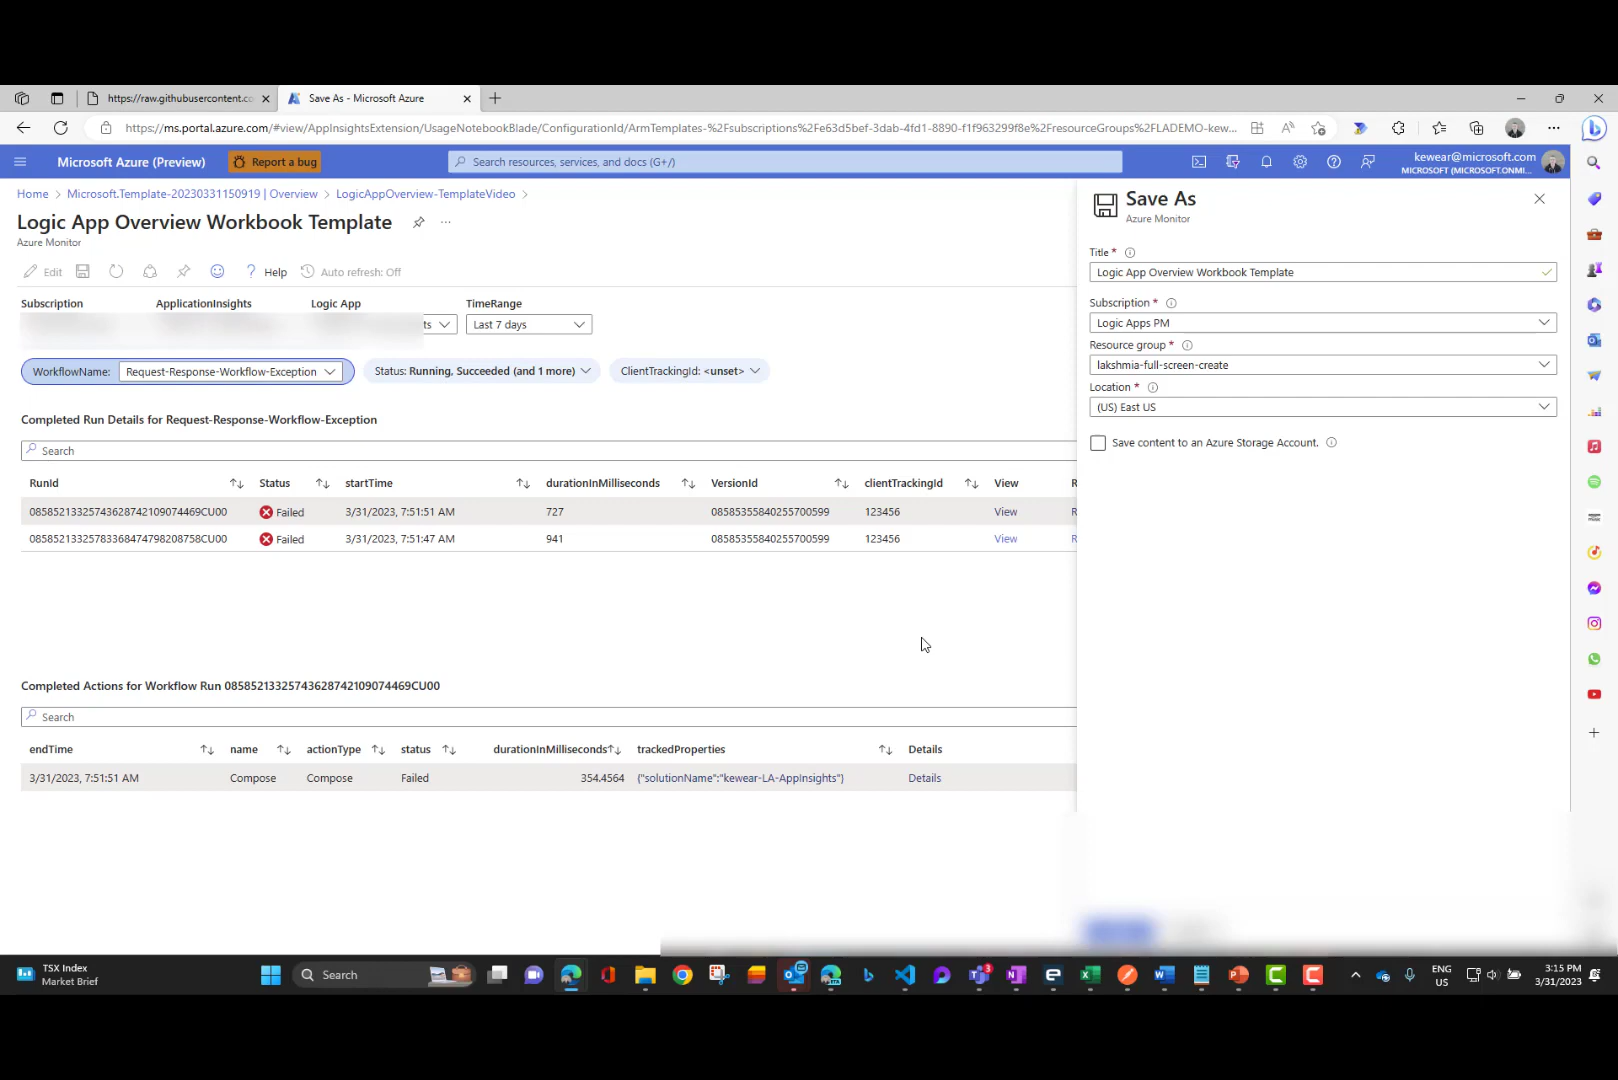 https://raw.githubusercontent.co
Save As - Microsoft Azure
https://ms.portal.azure.com/#view/AppInsightsExtension/UsageNotebookBlade/ConfigurationId/ArmTemplates-%2Fsubscriptions%2Fe63d5bef-3dab-4fd1-8890-f1f963299f8e%2FresourceGroups%2FLADEMO-kew...
Microsoft Azure (Preview)
Report a bug
Search resources, services, and docs (G+/)
kewear@microsoft.com
MICROSOFT (MICROSOFT.ONMI...
Home > Microsoft.Template-20230331150919 | Overview > LogicAppOverview-TemplateVideo >
Logic App Overview Workbook Template
Azure Monitor
Edit
Help
Auto refresh: Off
Subscription
ApplicationInsights
Logic App
TimeRange
ts
Last 7 days
WorkflowName: Request-Response-Workflow-Exception
Status: Running, Succeeded (and 1 more)
ClientTrackingId: <unset>
Completed Run Details for Request-Response-Workflow-Exception
Search
RunId Status startTime durationInMilliseconds VersionId clientTrackingId View R
08585213325743628742109074469CU00 Failed 3/31/2023, 7:51:51 AM 727 08585355840255700599 123456 View R
08585213325783368474798208758CU00 Failed 3/31/2023, 7:51:47 AM 941 08585355840255700599 123456 View R
Completed Actions for Workflow Run 08585213325743628742109074469CU00
Search
endTime name actionType status durationInMilliseconds trackedProperties Details
3/31/2023, 7:51:51 AM Compose Compose Failed 354.4564 {"solutionName":"kewear-LA-AppInsights"} Details
Save As
Azure Monitor
Title *
Logic App Overview Workbook Template
Subscription *
Logic Apps PM
Resource group *
lakshmia-full-screen-create
Location *
(US) East US
Save content to an Azure Storage Account.
TSX Index
Market Brief
Search
3
ENG
US
3:15 PM
3/31/2023